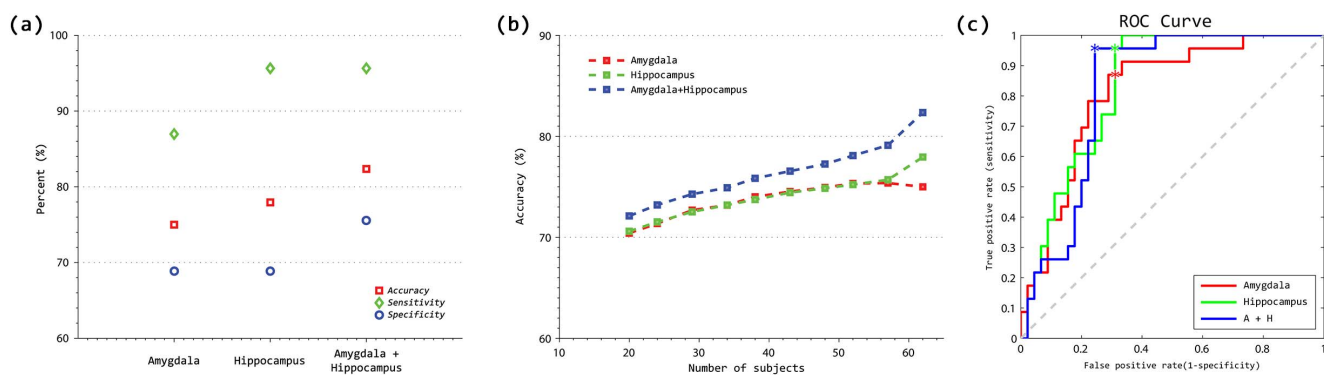 (a)
100
90
80
70
60
Percent (%)
Accuracy
Sensitivity
Specificity
Amygdala
Hippocampus
Amygdala +
Hippocampus
(b)
90
80
70
60
Accuracy (%)
Amygdala
Hippocampus
Amygdala+Hippocampus
10 20 30 40 50 60
Number of subjects
(c)
ROC Curve
1
0.9
0.8
0.7
0.6
0.5
0.4
0.3
0.2
0.1
0
True positive rate (sensitivity)
Amygdala
Hippocampus
A + H
0 0.2 0.4 0.6 0.8 1
False positive rate(1-specificity)